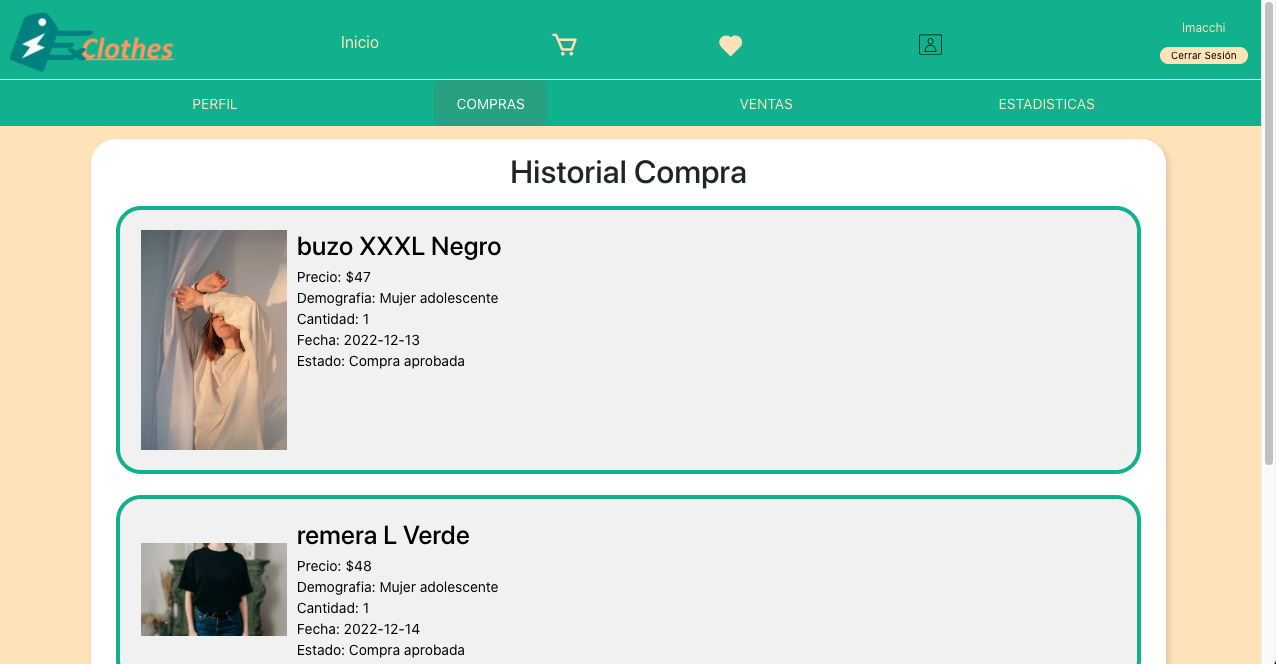 Clothes
Inicio
lmacchi
Cerrar Sesión
PERFIL
COMPRAS
VENTAS
ESTADISTICAS
Historial Compra
buzo XXXL Negro
Precio: $47
Demografia: Mujer adolescente
Cantidad: 1
Fecha: 2022-12-13
Estado: Compra aprobada
remera L Verde
Precio: $48
Demografia: Mujer adolescente
Cantidad: 1
Fecha: 2022-12-14
Estado: Compra aprobada